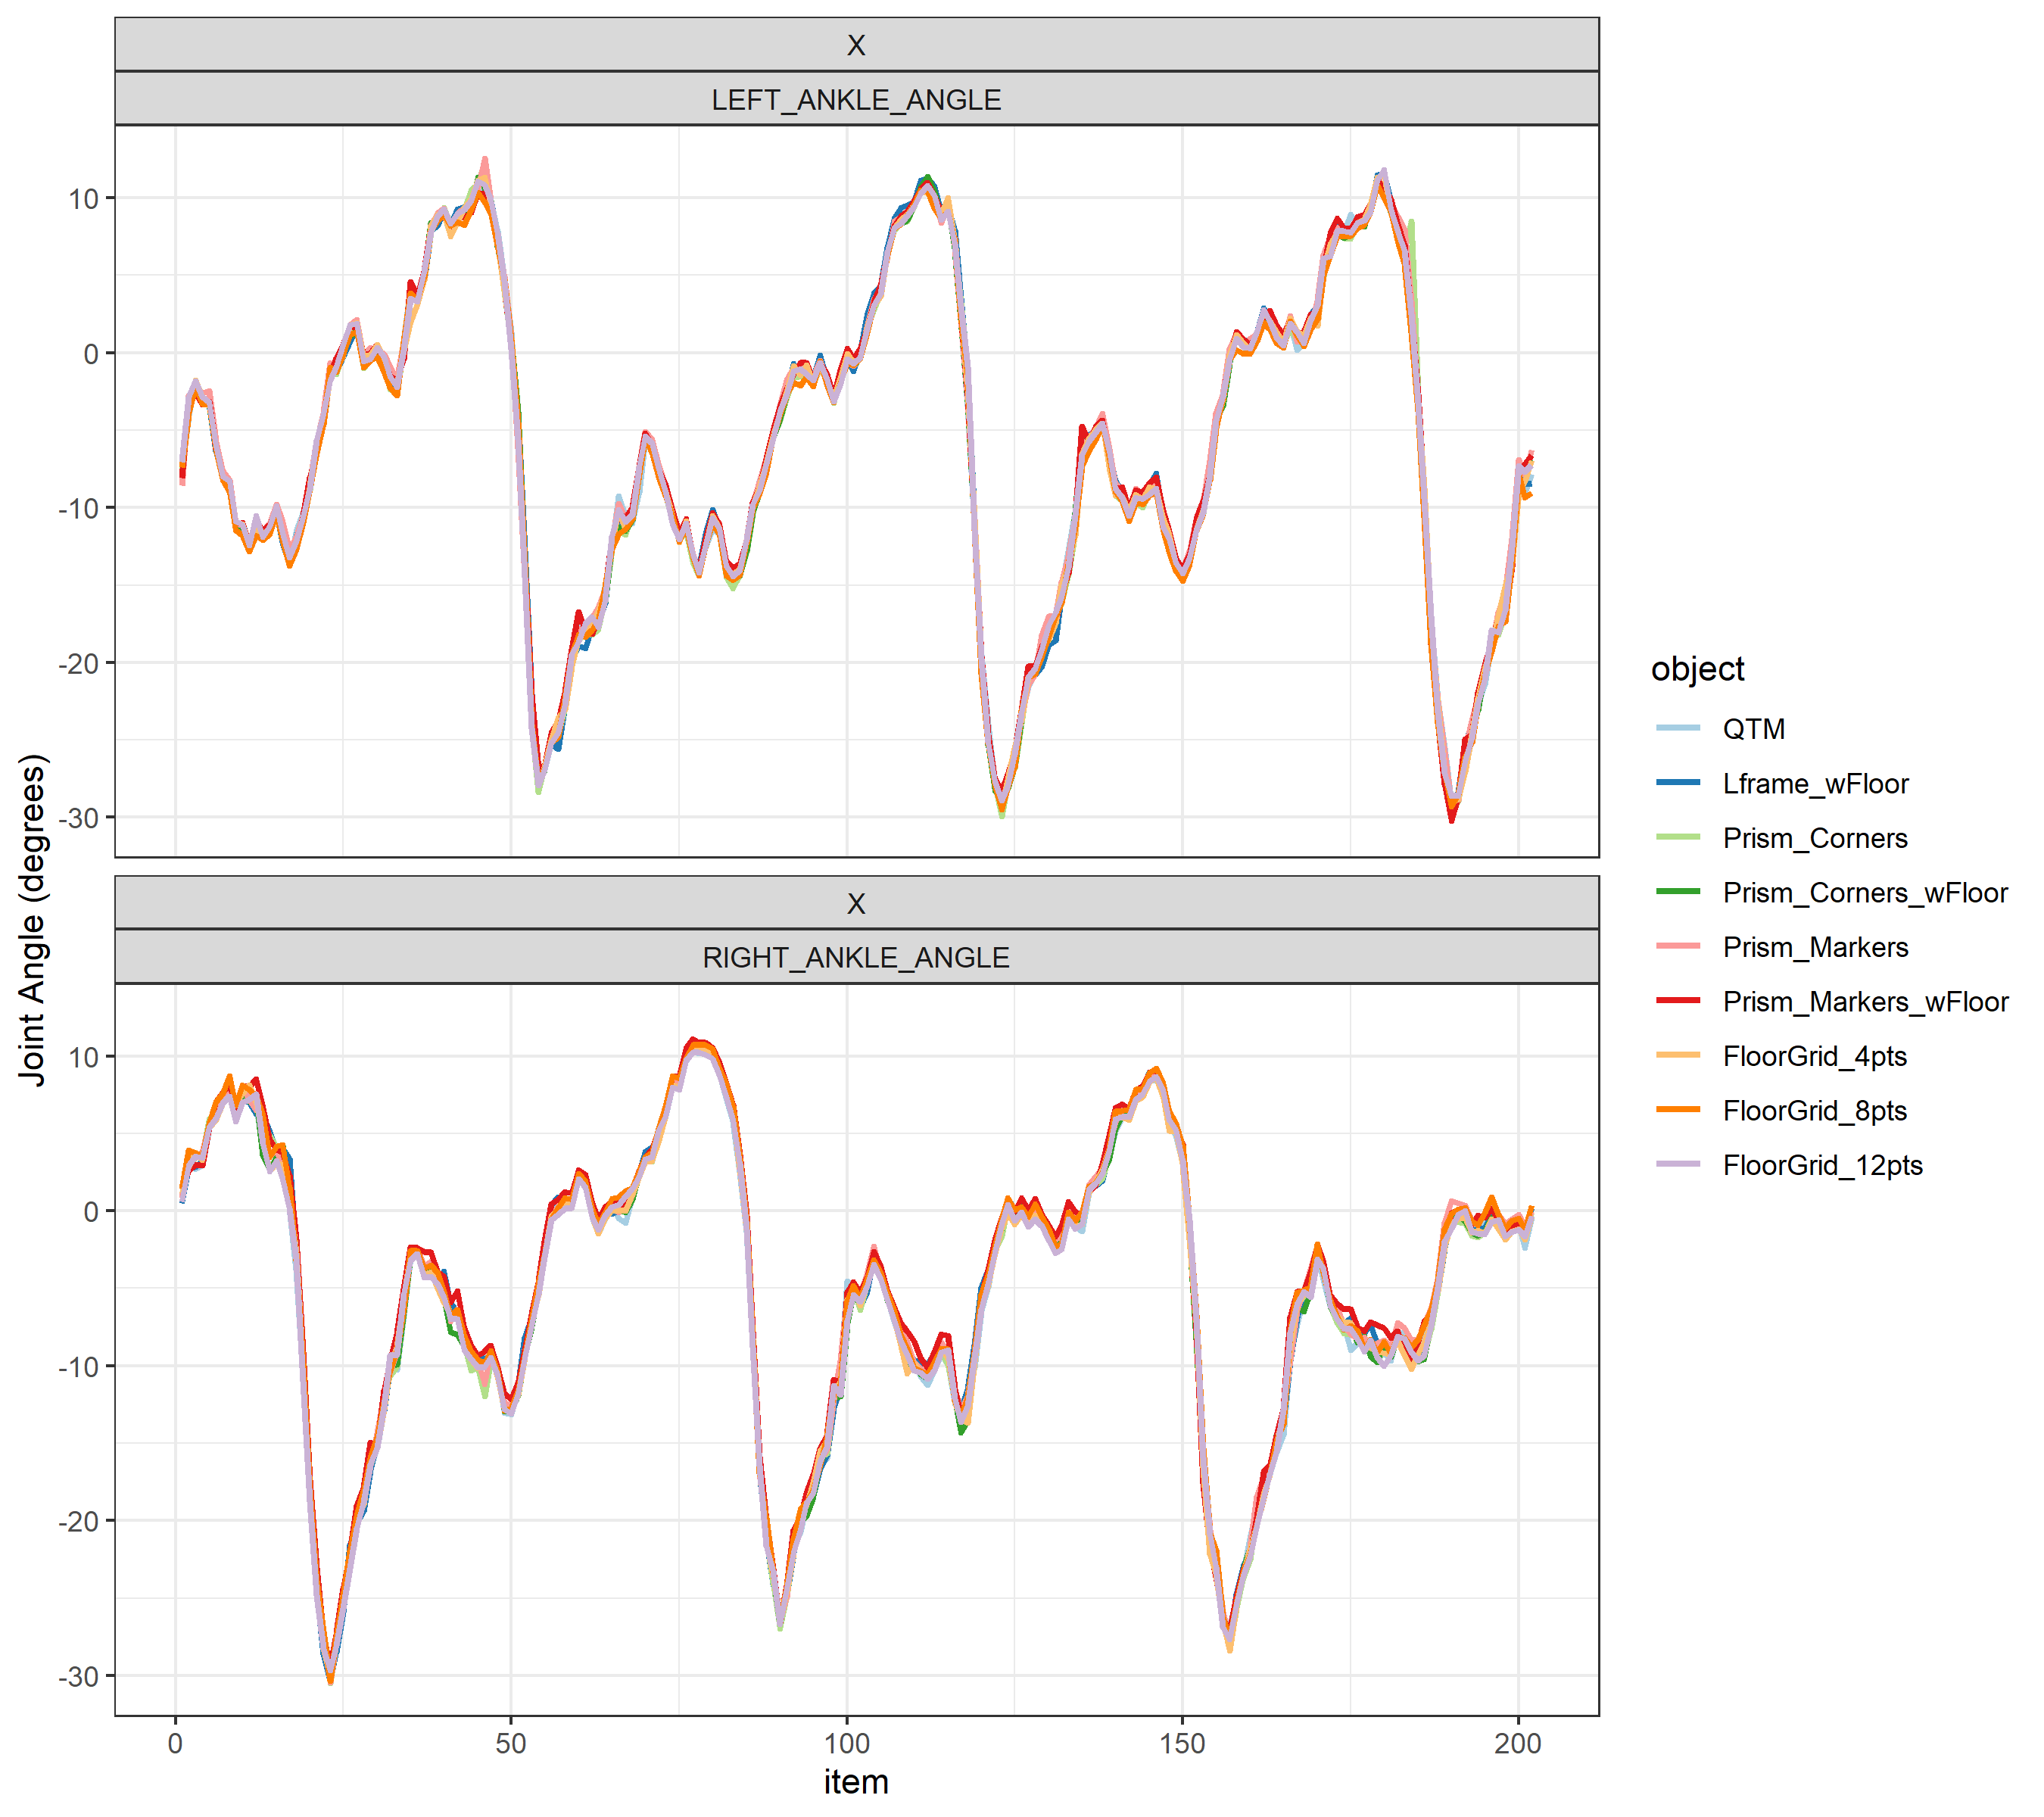 X
LEFT_ANKLE_ANGLE
10
0
-10
-20
-30
X
RIGHT_ANKLE_ANGLE
10
0
-10
-20
-30
0 50 100 150 200
item
Joint Angle (degrees)
object
QTM
Lframe_wFloor
Prism_Corners
Prism_Corners_wFloor
Prism_Markers
Prism_Markers_wFloor
FloorGrid_4pts
FloorGrid_8pts
FloorGrid_12pts